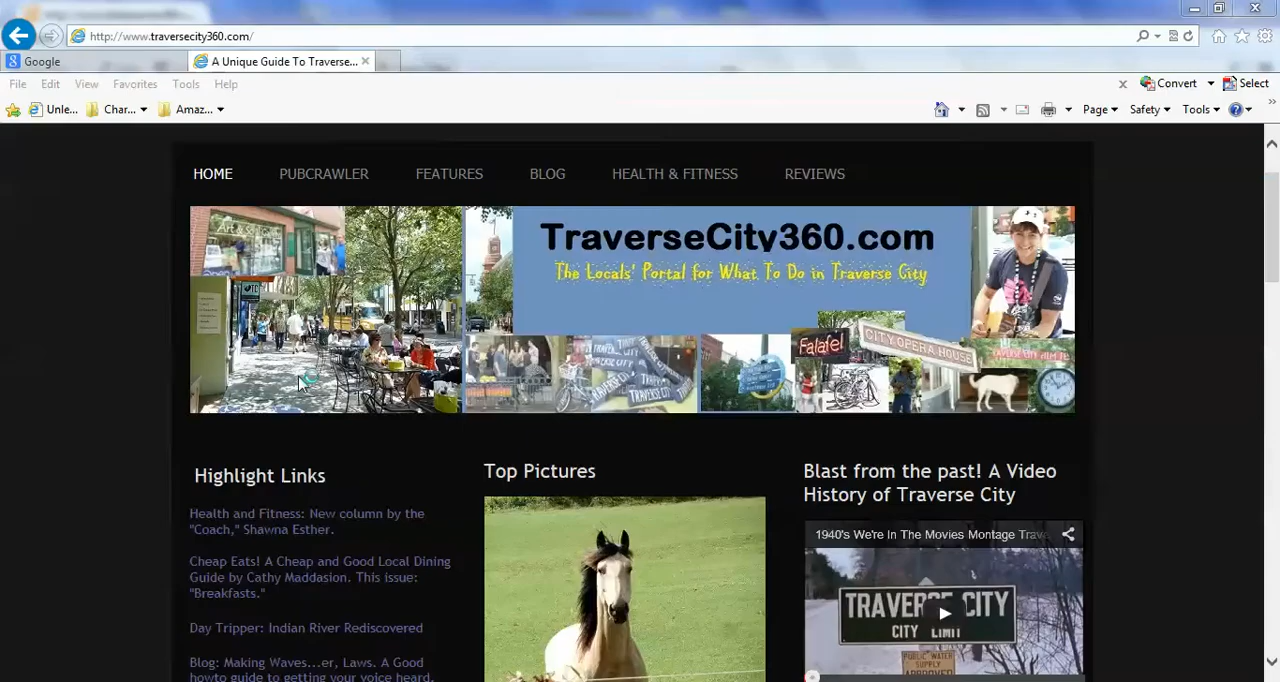 http://www.traversecity360.com/
Google
A Unique Guide To Traverse...
File Edit View Favorites Tools Help
Convert Select
Unle... Char... Amaz...
Page Safety Tools
HOME PUBCRAWLER FEATURES BLOG HEALTH & FITNESS REVIEWS
TraverseCity360.com
The Locals' Portal for What To Do in Traverse City
Falafel
CITY OPERA HOUSE
Highlight Links
Health and Fitness: New column by the
"Coach," Shawna Esther.
Cheap Eats! A Cheap and Good Local Dining
Guide by Cathy Maddasion. This issue:
"Breakfasts."
Day Tripper: Indian River Rediscovered
Blog: Making Waves...er, Laws. A Good
howto guide to getting your voice heard.
Top Pictures
Blast from the past! A Video
History of Traverse City
1940's We're In The Movies Montage Trave
TRAVERSE CITY
CITY LIMIT
PUBLIC WATER
SUPPLY
APPROVED